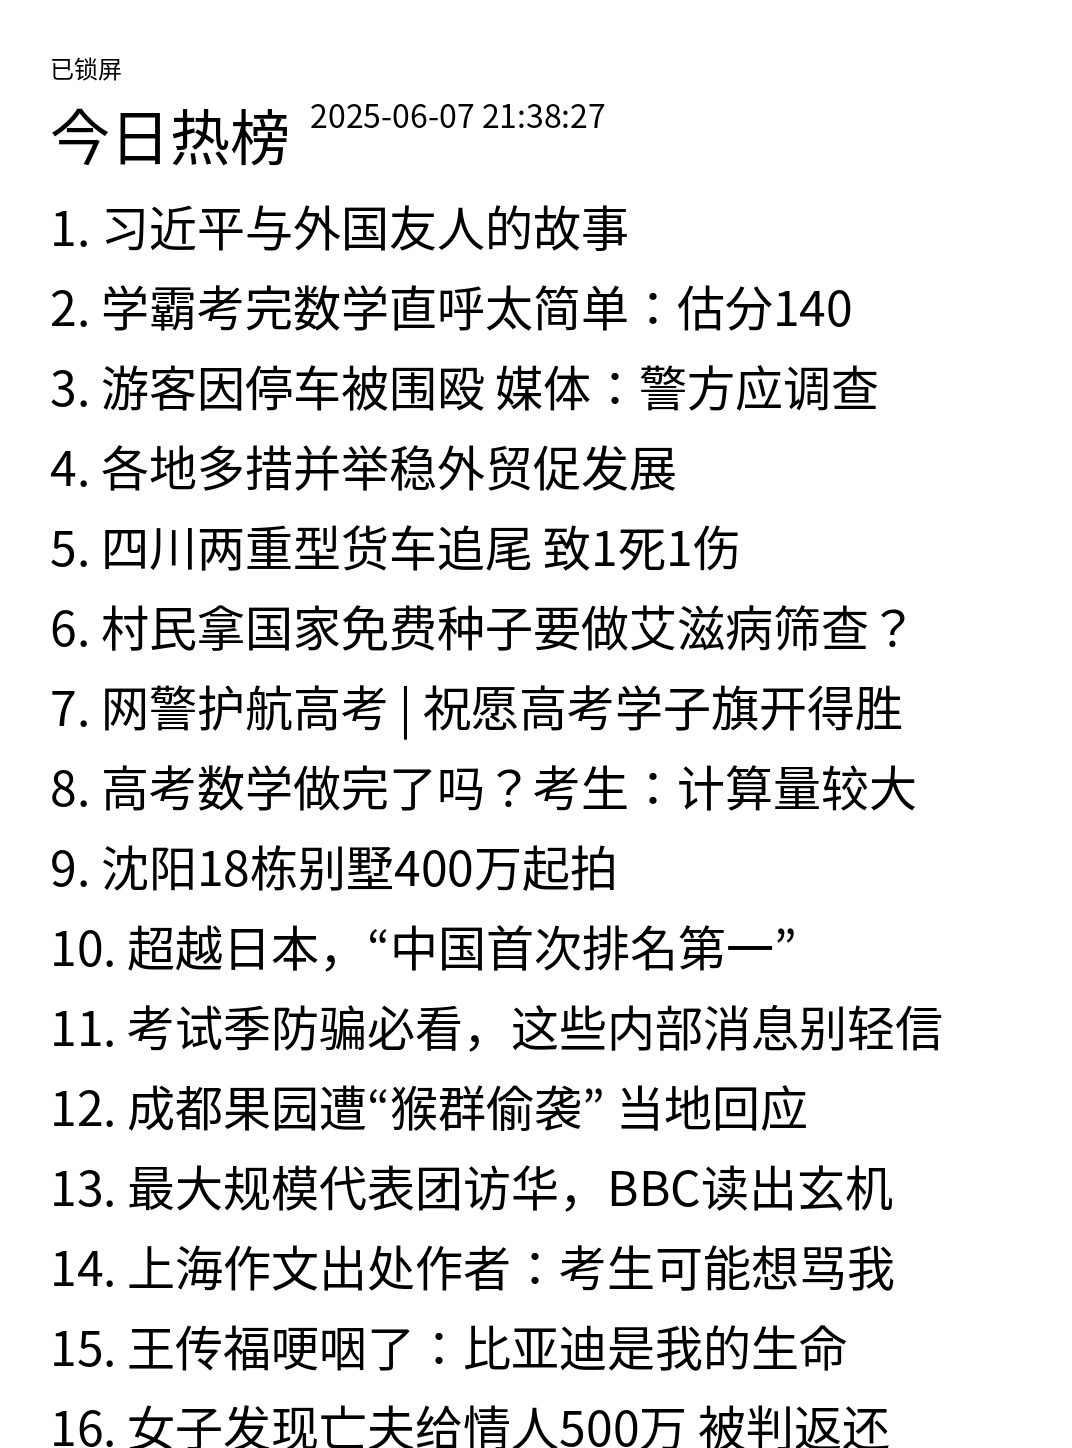 已锁屏
今日热榜 2025-06-07 21:38:27
1. 习近平与外国友人的故事
2. 学霸考完数学直呼太简单：估分140
3. 游客因停车被围殴 媒体：警方应调查
4. 各地多措并举稳外贸促发展
5. 四川两重型货车追尾 致1死1伤
6. 村民拿国家免费种子要做艾滋病筛查？
7. 网警护航高考 | 祝愿高考学子旗开得胜
8. 高考数学做完了吗？考生：计算量较大
9. 沈阳18栋别墅400万起拍
10. 超越日本，“中国首次排名第一”
11. 考试季防骗必看，这些内部消息别轻信
12. 成都果园遭“猴群偷袭” 当地回应
13. 最大规模代表团访华，BBC读出玄机
14. 上海作文出处作者：考生可能想骂我
15. 王传福哽咽了：比亚迪是我的生命
16. 女子发现亡夫给情人500万 被判返还